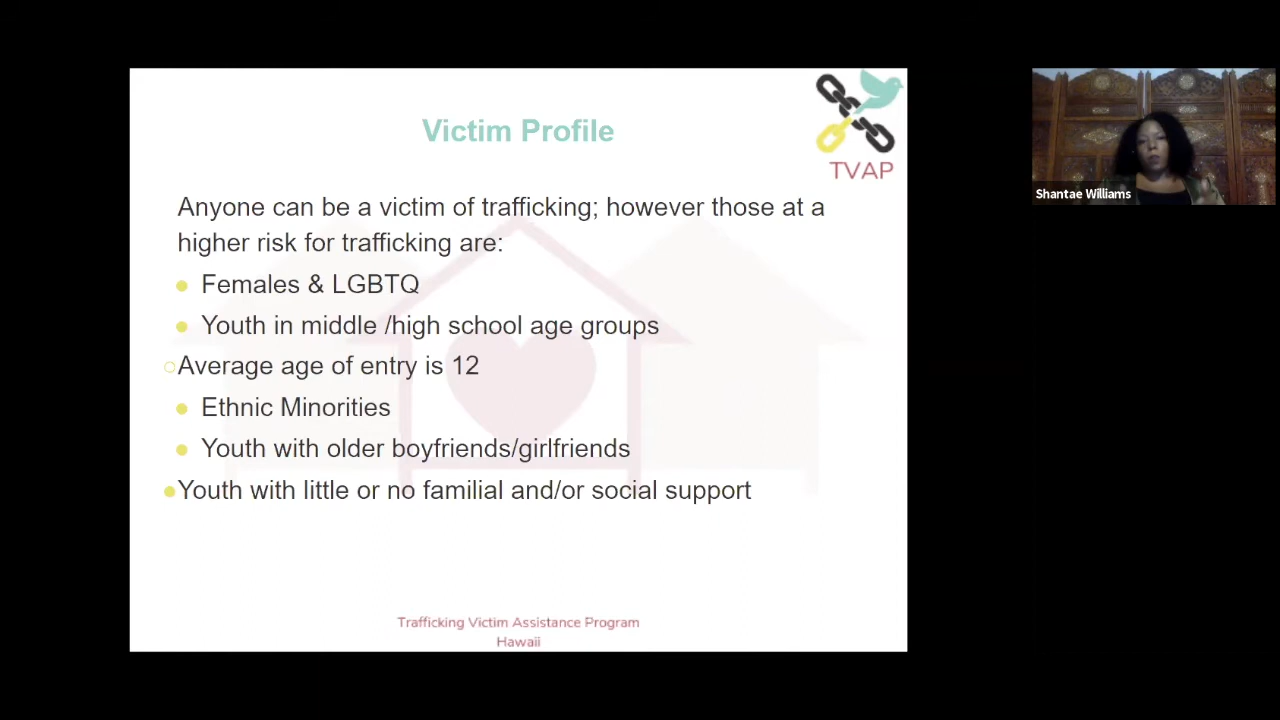 Victim Profile
TVAP
Anyone can be a victim of trafficking; however those at a
higher risk for trafficking are:
Females & LGBTQ
Youth in middle /high school age groups
Average age of entry is 12
Ethnic Minorities
Youth with older boyfriends/girlfriends
Youth with little or no familial and/or social support
Trafficking Victim Assistance Program
Hawaii
Shantae Williams